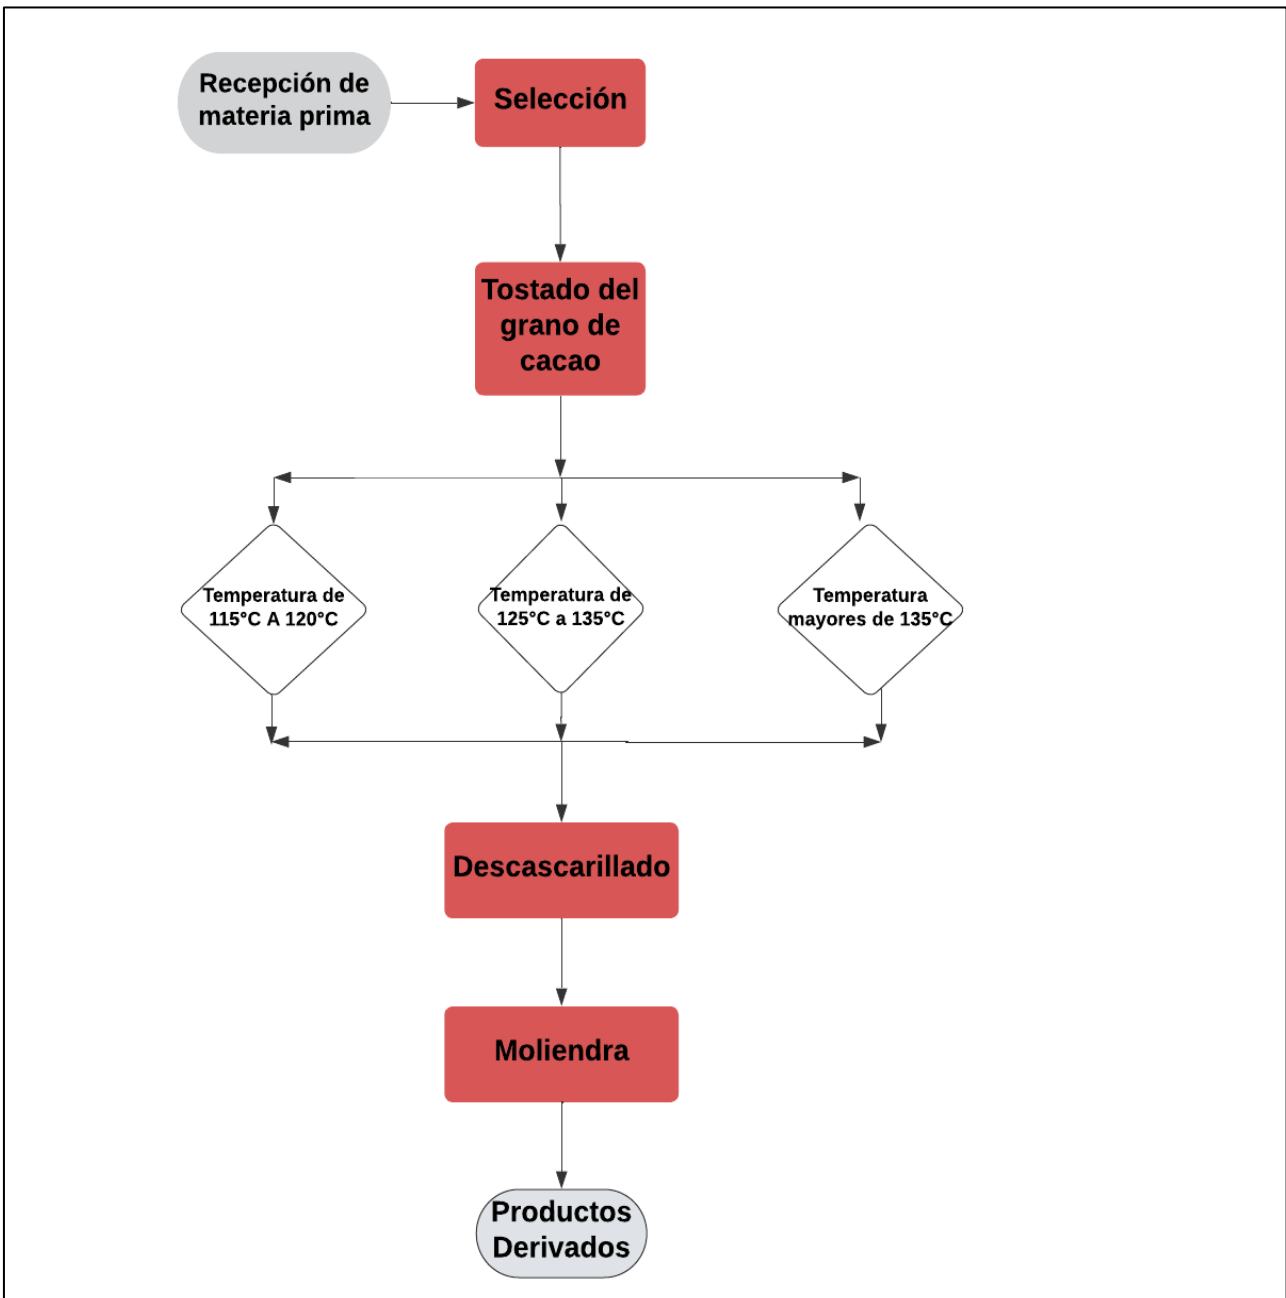 Recepción de
materia prima
Selección
Tostado del
grano de
cacao
Temperatura de
115°C A 120°C
Temperatura de
125°C a 135°C
Temperatura
mayores de 135°C
Descascarillado
Moliendra
Productos
Derivados